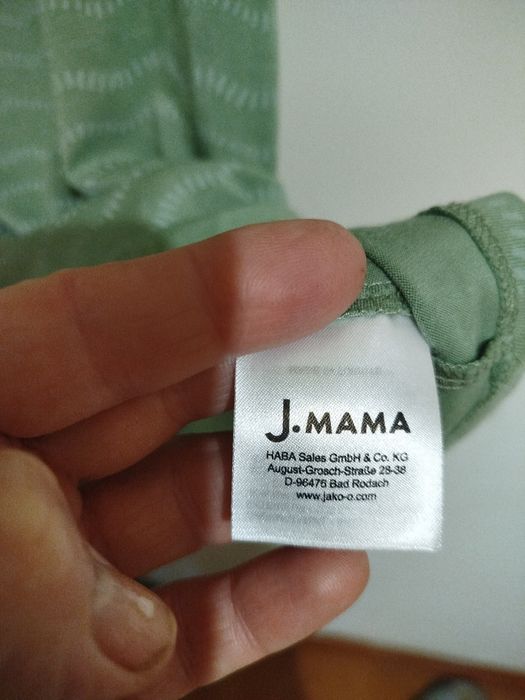 J.MAMA
HABA Sales GmbH & Co. KG
August-Grosch-Straße 28-38
D-96476 Bad Rodach
www.jako-o.com